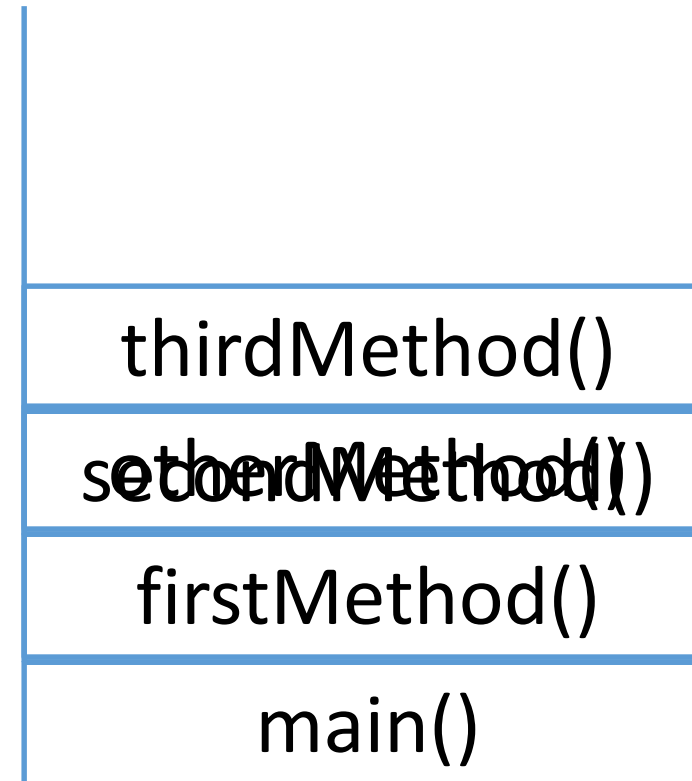 thirdMethod()
otherMethod()
secondMethod()
firstMethod()
main()